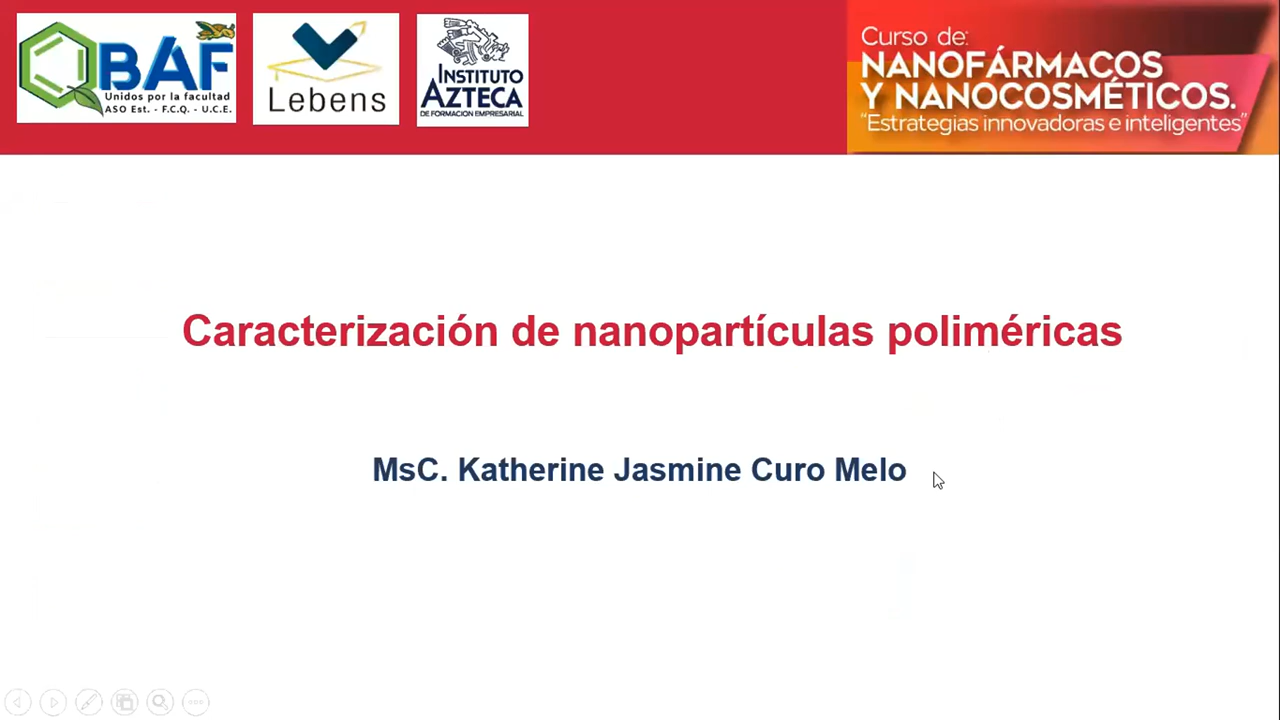 QBAF
Unidos por la facultad
ASO Est. - F.C.Q. - U.C.E.
Lebens
INSTITUTO
AZTECA
DE FORMACION EMPRESARIAL
Curso de:
NANOFÁRMACOS
Y NANOCOSMÉTICOS.
“Estrategias innovadoras e inteligentes”
Caracterización de nanopartículas poliméricas
MsC. Katherine Jasmine Curo Melo